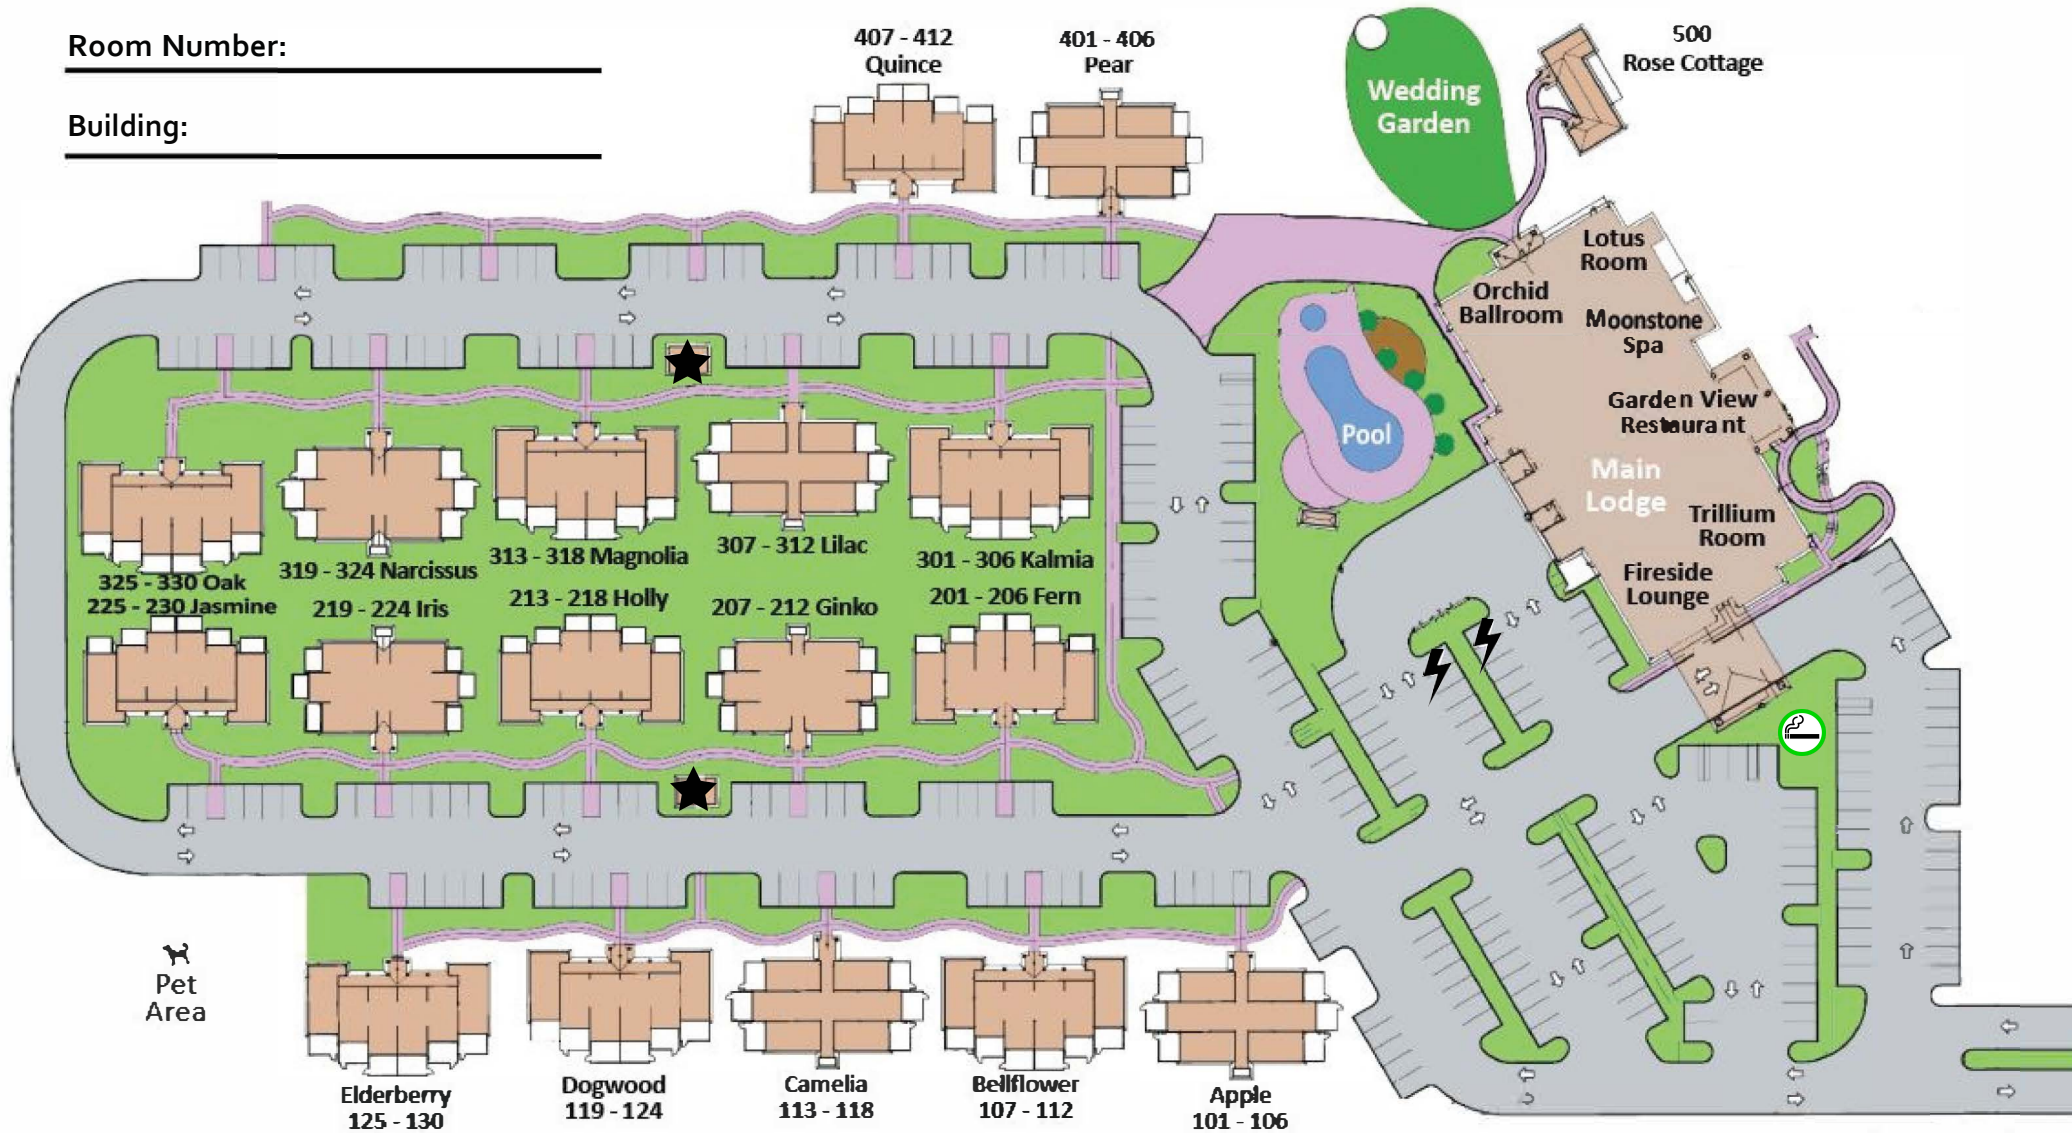 Room Number:
Building:
407 - 412
Quince
401 - 406
Pear
Wedding
Garden
500
Rose Cottage
Lotus
Room
Orchid
Ballroom
Moonstone
Spa
Garden View
Restaurant
Main
Lodge
Trillium
Room
Fireside
Lounge
Pool
325 - 330 Oak
319 - 324 Narcissus
313 - 318 Magnolia
307 - 312 Lilac
301 - 306 Kalmia
225 - 230 Jasmine
219 - 224 Iris
213 - 218 Holly
207 - 212 Ginko
201 - 206 Fern
Pet
Area
Elderberry
125 - 130
Dogwood
119 - 124
Camelia
113 - 118
Bellflower
107 - 112
Apple
101 - 106